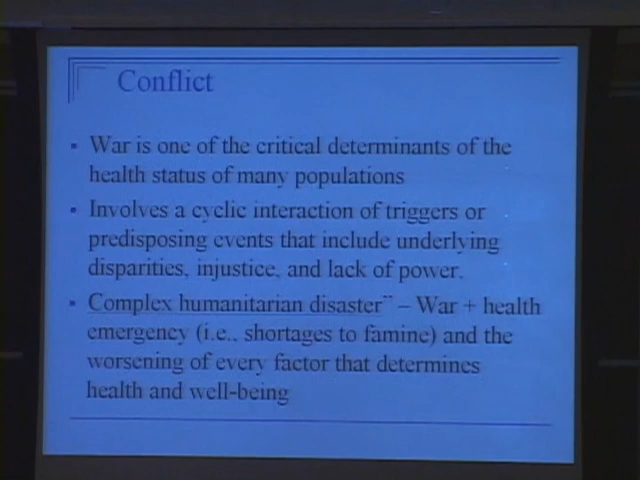 Conflict
▪ War is one of the critical determinants of the
health status of many populations
▪ Involves a cyclic interaction of triggers or
predisposing events that include underlying
disparities, injustice, and lack of power.
▪ Complex humanitarian disaster" – War + health
emergency (i.e., shortages to famine) and the
worsening of every factor that determines
health and well-being